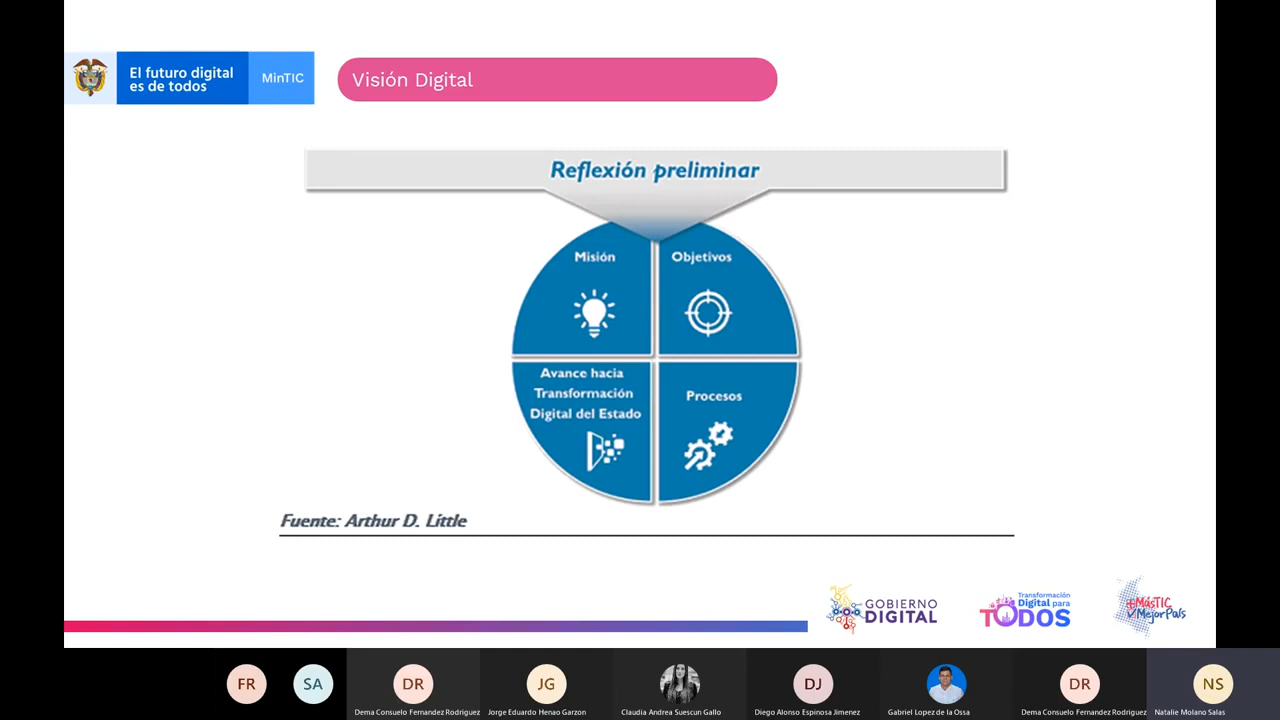 El futuro digital
es de todos
MinTIC
Visión Digital
Reflexión preliminar
Misión
Objetivos
Avance hacia
Transformación
Digital del Estado
Procesos
Fuente: Arthur D. Little
GOBIERNO
DIGITAL
Transformación
Digital para
TODOS
+MásTIC
MejorPaís
FR
SA
DR
JG
DJ
DR
NS
Dema Consuelo Fernandez Rodriguez
Jorge Eduardo Henao Garzon
Claudia Andrea Suescun Gallo
Diego Alonso Espinosa Jimenez
Gabriel Lopez de la Ossa
Dema Consuelo Fernandez Rodriguez
Natalie Molano Salas